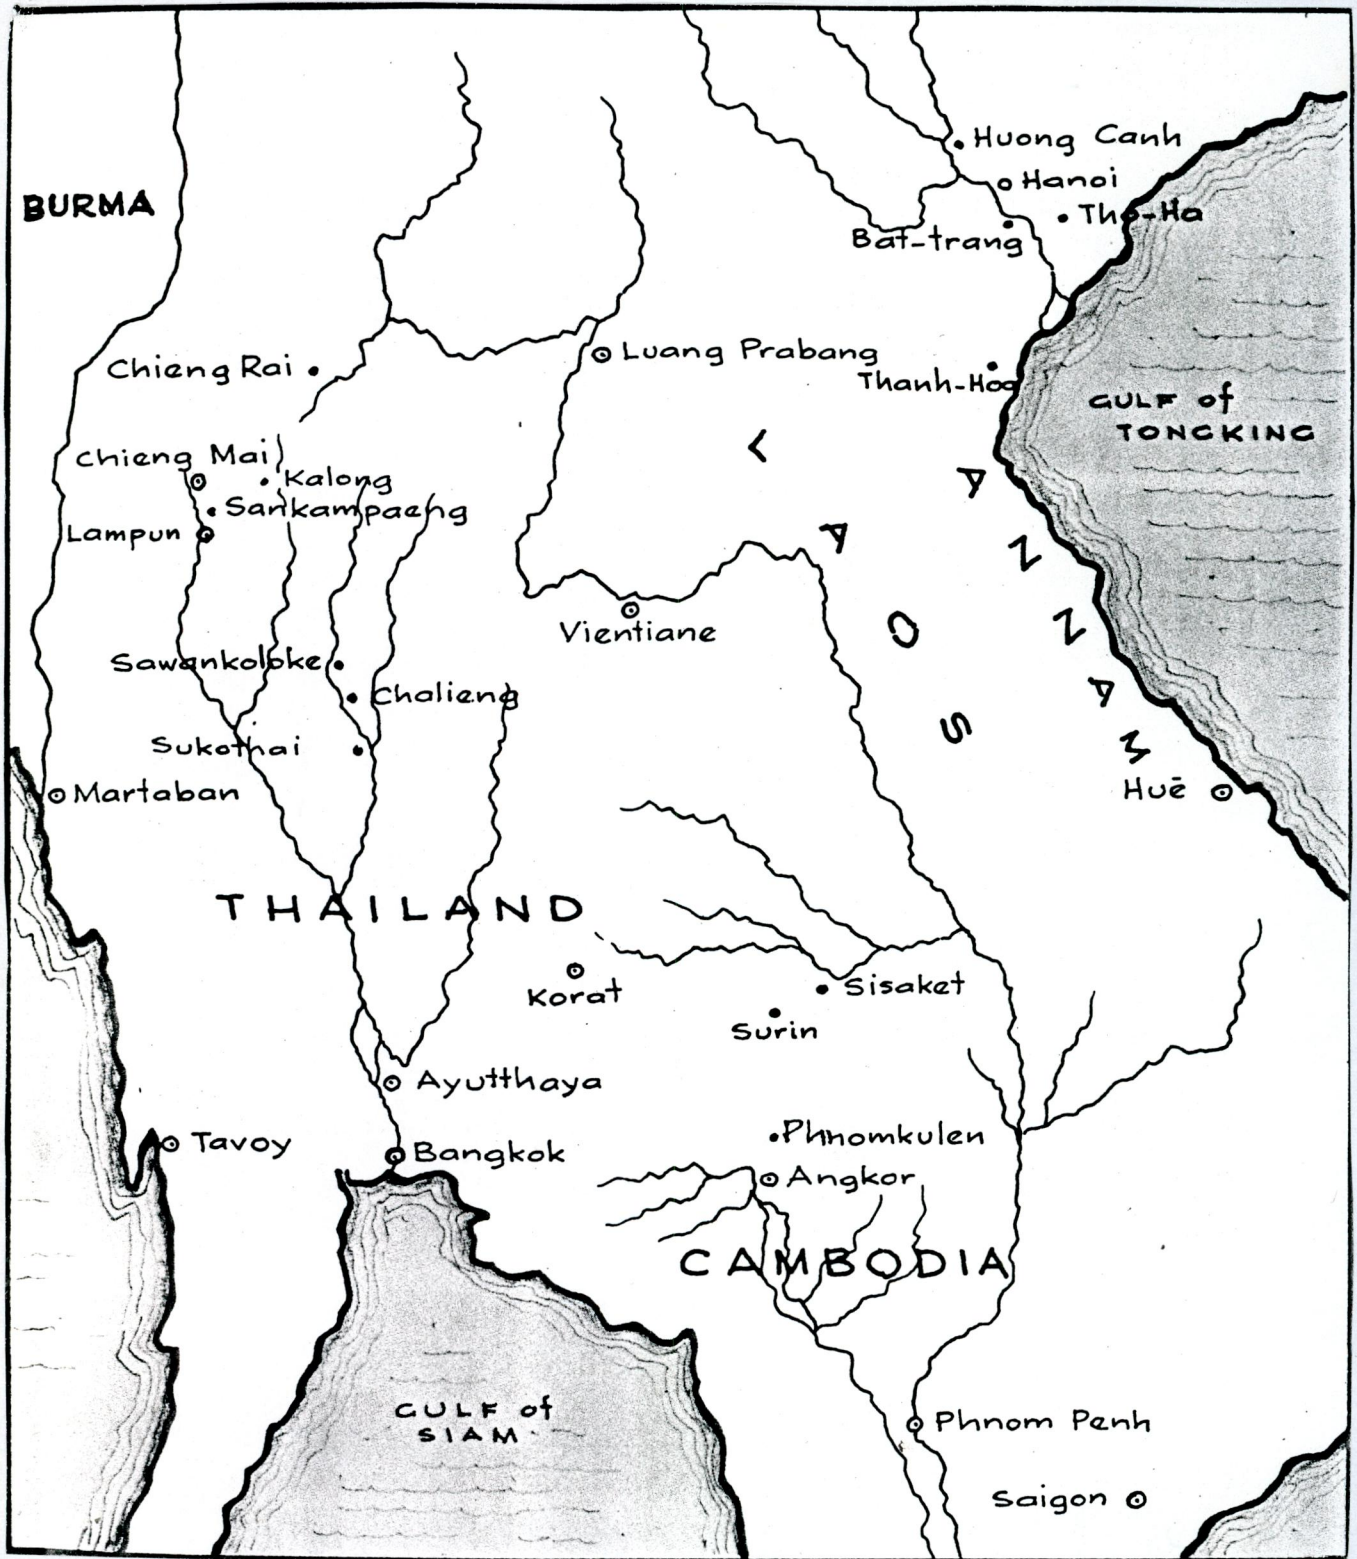 Huong Canh
Hanoi
BURMA
Tho-Ha
Bat-trang
Luang Prabang
Chieng Rai
Thanh-Hoa
GULF of
TONGKING
Chieng Mai
Kalong
Sankampaeng
Lampun
LAOS
ANNAM
Vientiane
Sawankoloke
Chalieng
Sukothai
Martaban
Huē
THAILAND
Korat
Sisaket
Surin
Ayutthaya
Phnomkulen
Tavoy
Bangkok
Angkor
CAMBODIA
GULF of
SIAM
Phnom Penh
Saigon